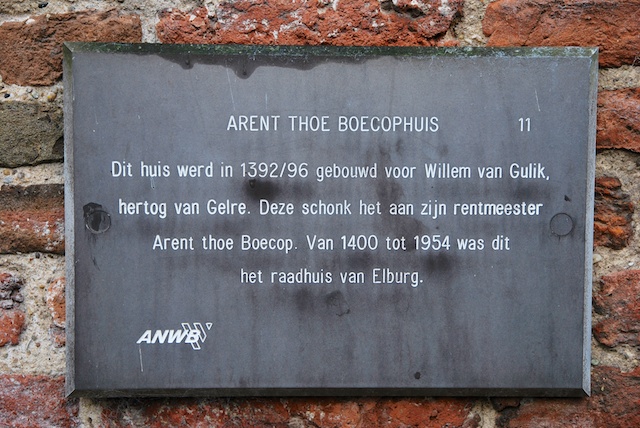 ARENT THOE BOECOPHUIS 11
Dit huis werd in 1392/96 gebouwd voor Willem van Gulik,
hertog van Gelre. Deze schonk het aan zijn rentmeester
Arent thoe Boecop. Van 1400 tot 1954 was dit
het raadhuis van Elburg.
ANWB